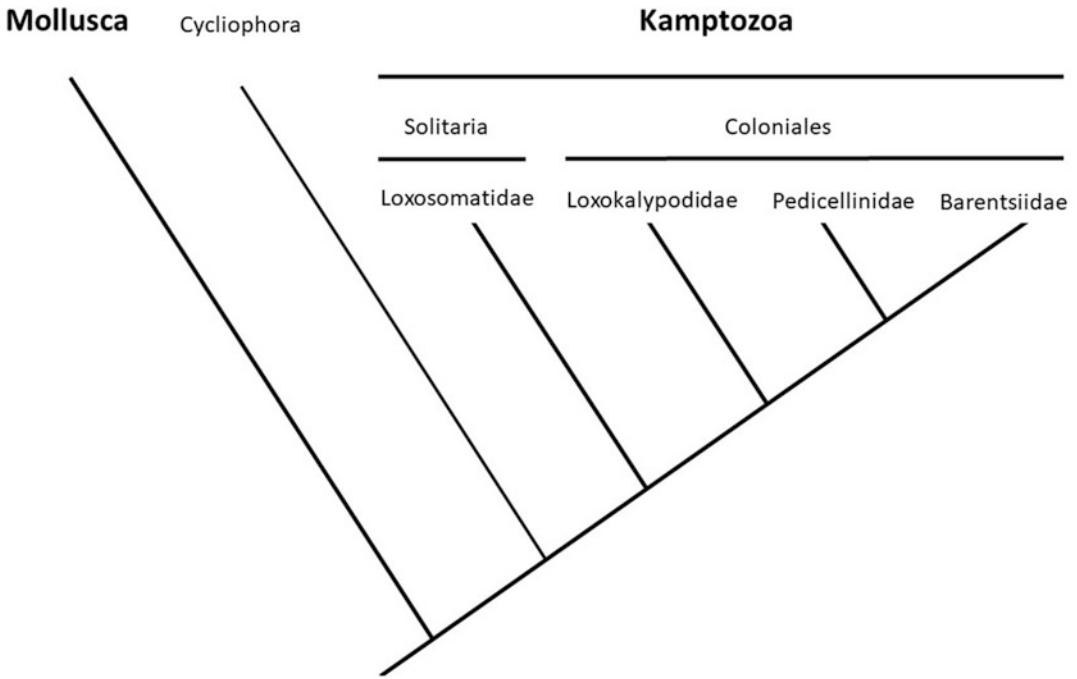 Mollusca Cycliophora Kamptozoa
Solitaria Coloniales
Loxosomatidae Loxokalypodidae Pedicellinidae Barentsiidae